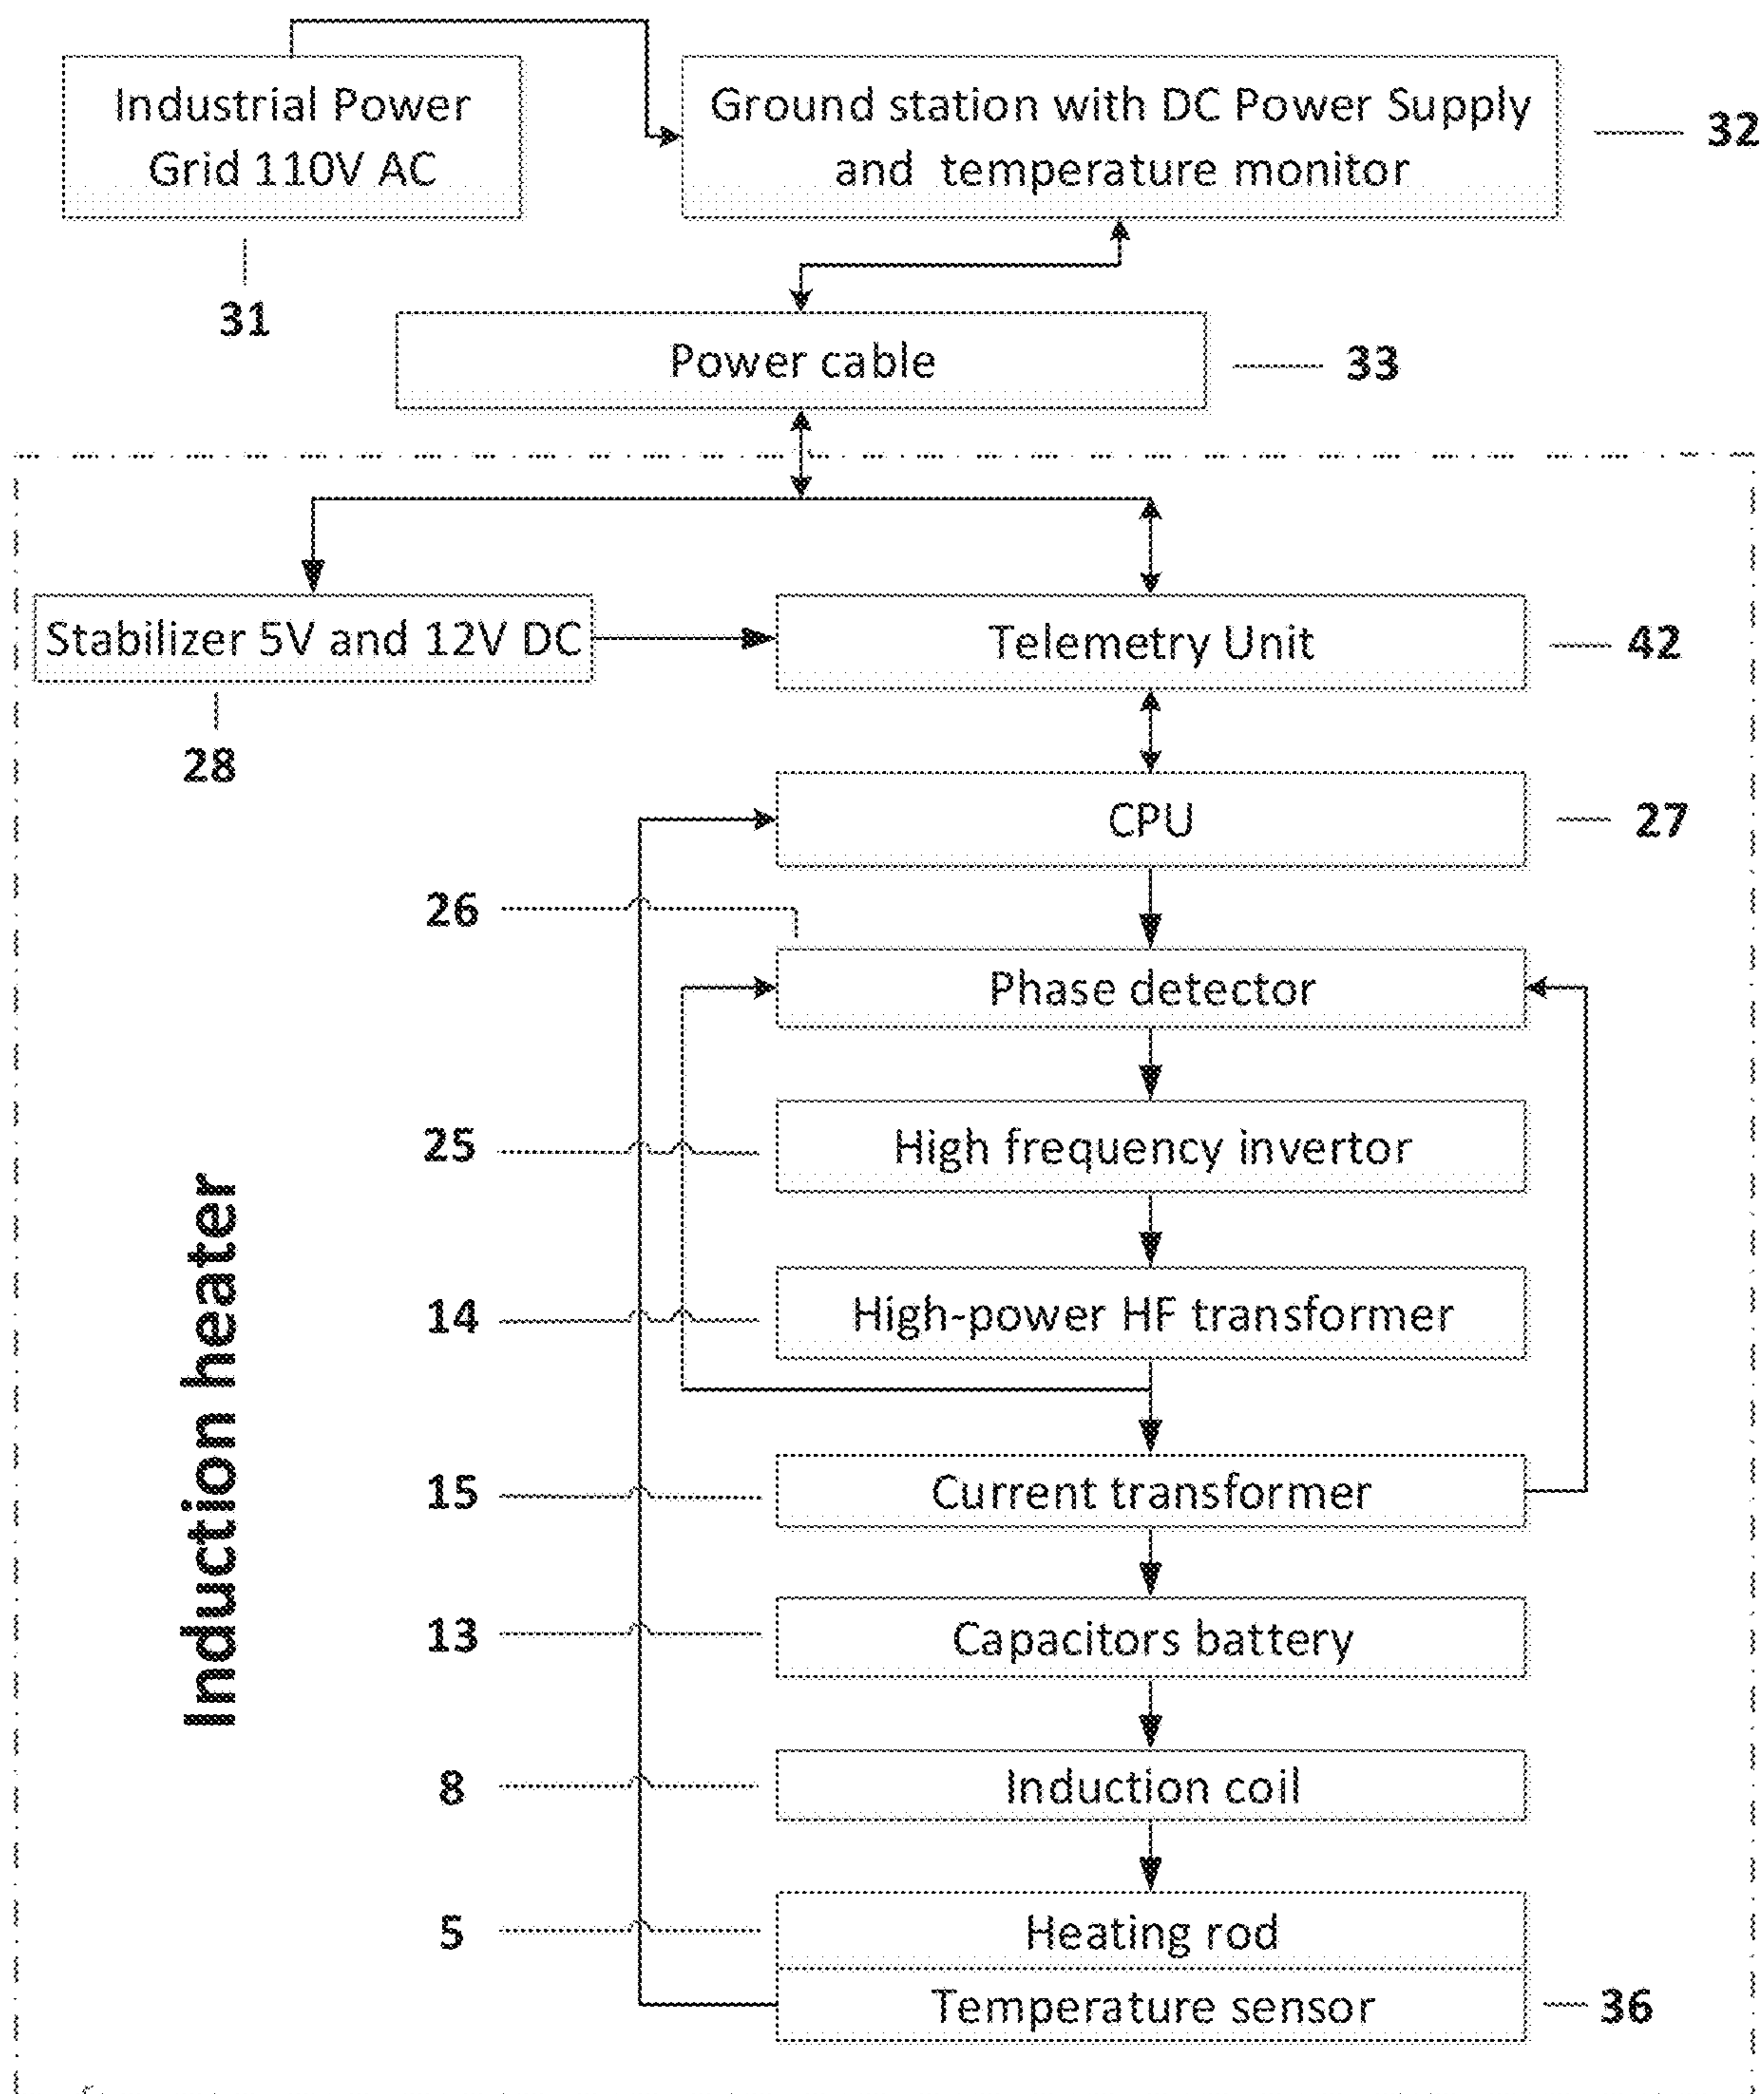 Industrial Power
Grid 110V AC
31
Ground station with DC Power Supply
and temperature monitor
32
Power cable
33
Stabilizer 5V and 12V DC
28
Telemetry Unit
42
CPU
27
26
Phase detector
25
High frequency invertor
14
High-power HF transformer
15
Current transformer
13
Capacitors battery
8
Induction coil
5
Heating rod
Temperature sensor
36
Induction heater